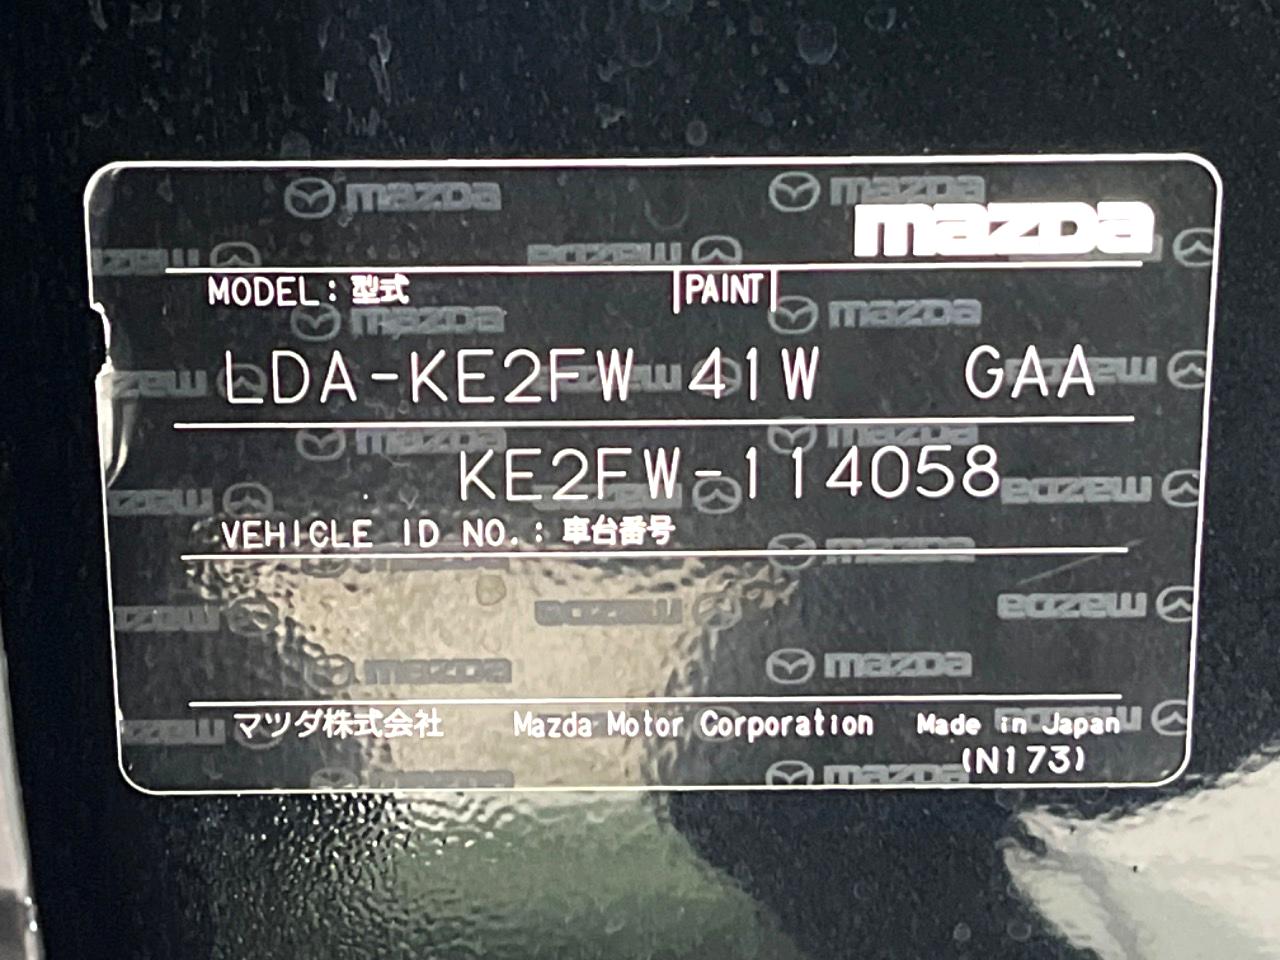 mazda
MODEL: 型式 PAINT
LDA-KE2FW 41W GAA
KE2FW-114058
VEHICLE ID NO.: 車台番号
マツダ株式会社 Mazda Motor Corporation Made in Japan
(N173)